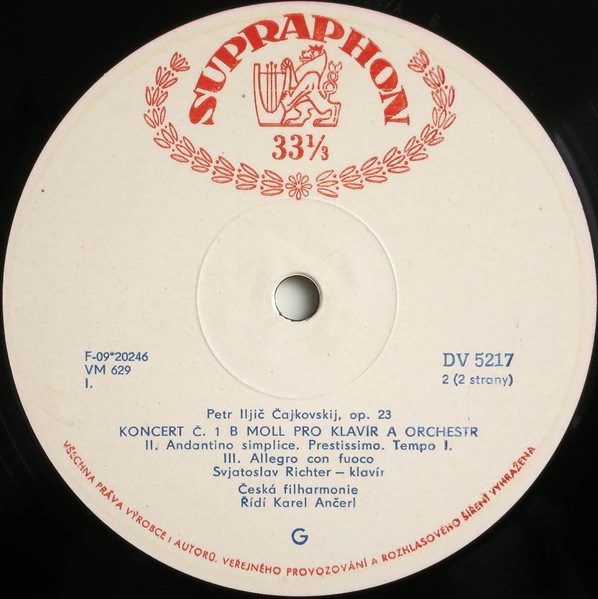 SUPRAPHON
33⅓
F-09*20246
VM 629
I.
DV 5217
2 (2 strany)
Petr Iljič Čajkovskij, op. 23
KONCERT Č. 1 B MOLL PRO KLAVÍR A ORCHESTR
II. Andantino simplice. Prestissimo. Tempo I.
III. Allegro con fuoco
Svjatoslav Richter – klavír
Česká filharmonie
Řídí Karel Ančerl
G
VŠECHNA PRÁVA VÝROBCE I AUTORŮ, VEŘEJNÉHO PROVOZOVÁNÍ A ROZHLASOVÉHO ŠÍŘENÍ VYHRAŽENA